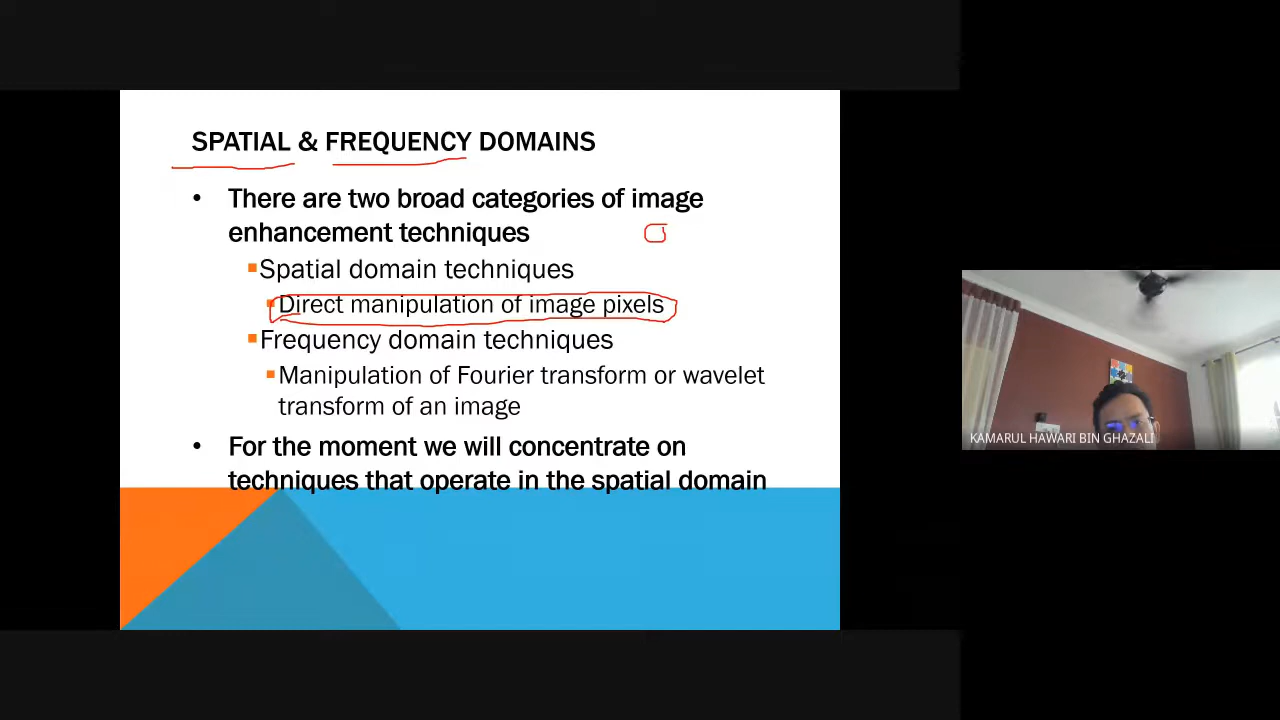 SPATIAL & FREQUENCY DOMAINS
• There are two broad categories of image
enhancement techniques
▪Spatial domain techniques
▪Direct manipulation of image pixels
▪Frequency domain techniques
▪Manipulation of Fourier transform or wavelet
transform of an image
• For the moment we will concentrate on
techniques that operate in the spatial domain
KAMARUL HAWARI BIN GHAZALI